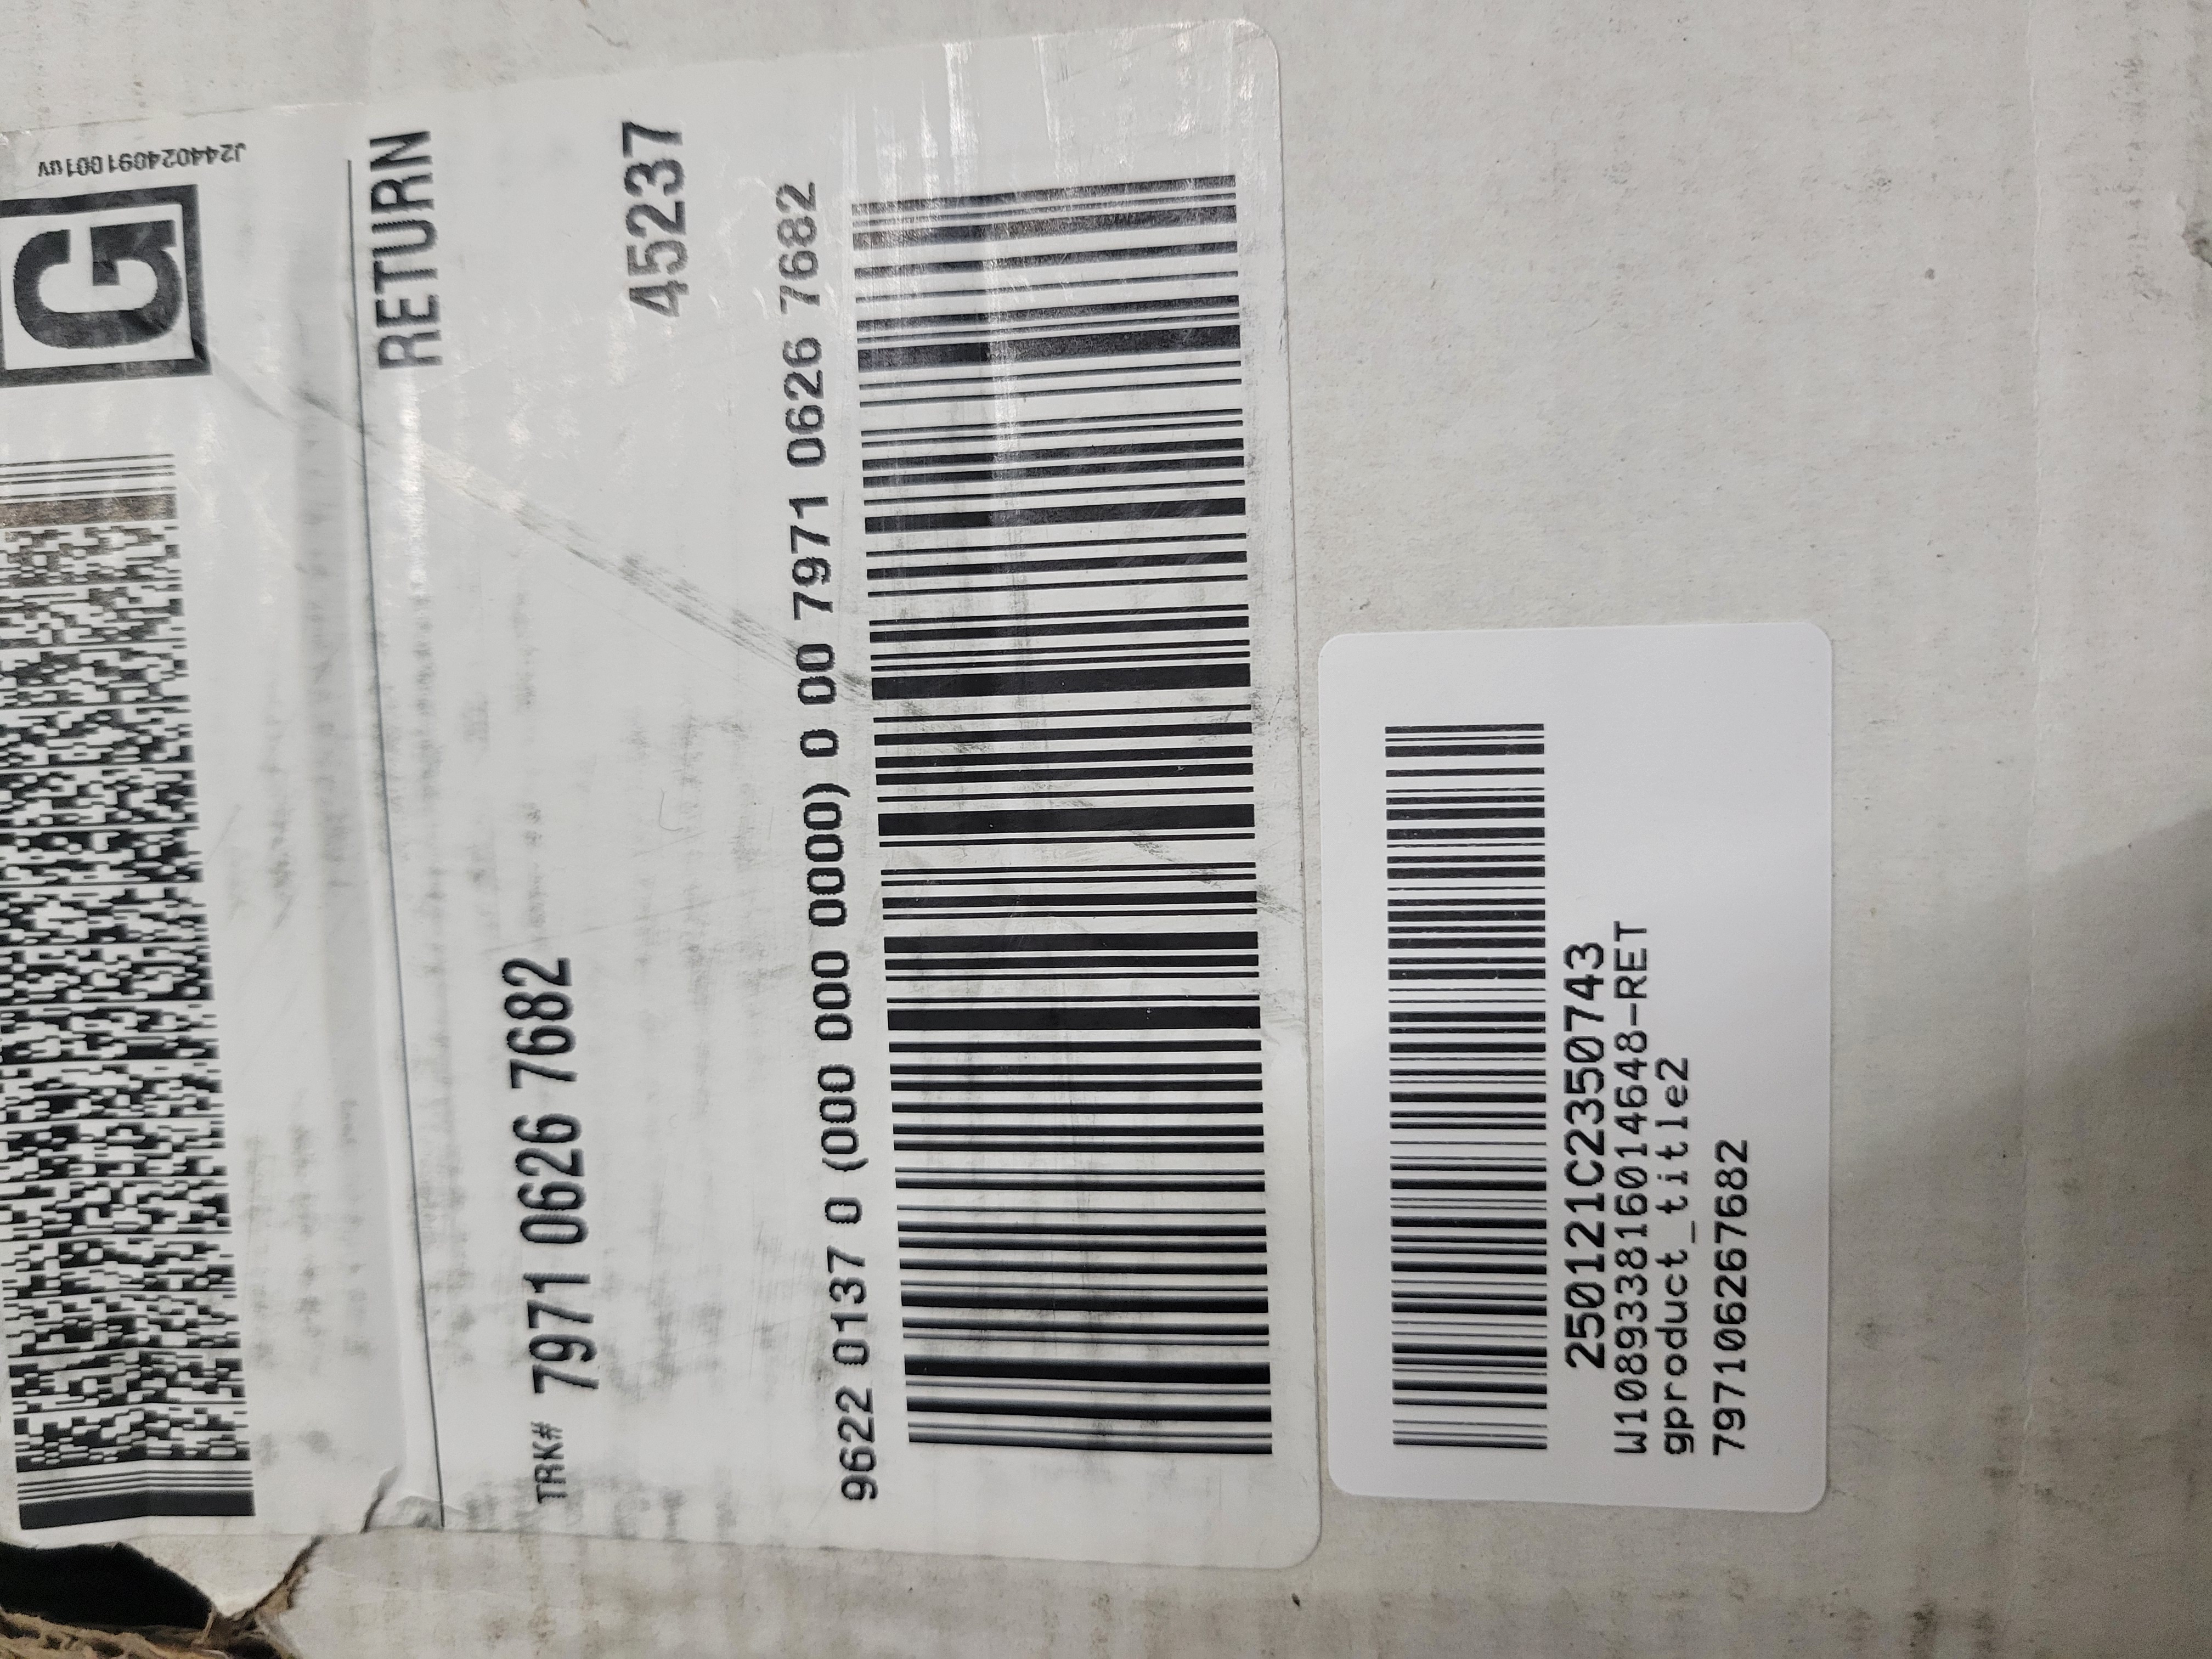 J244024091001uv
G
RETURN
TRK# 7971 0626 7682
45237
9622 0137 0 (000 000 0000) 0 00 7971 0626 7682
250121C2350743
W108933816014648-RET
gproduct_title2
797106267682